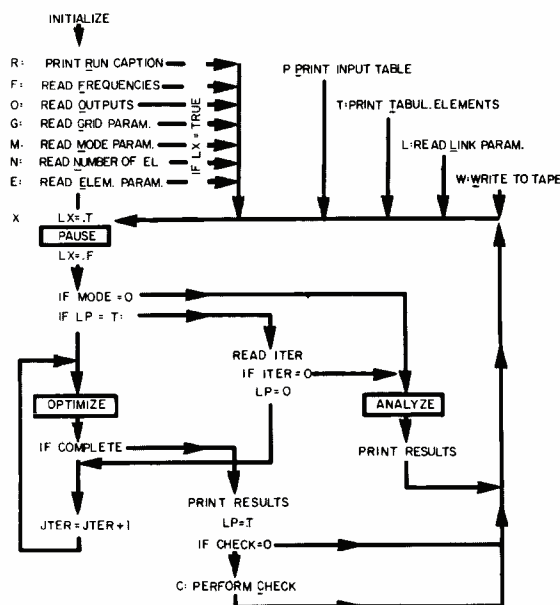 INITIALIZE
R: PRINT RUN CAPTION
F: READ FREQUENCIES
O: READ OUTPUTS
G: READ GRID PARAM.
M: READ MODE PARAM.
N: READ NUMBER OF EL
E: READ ELEM. PARAM.
IF LX = TRUE
P PRINT INPUT TABLE
T: PRINT TABUL. ELEMENTS
L: READ LINK PARAM.
W: WRITE TO TAPE
X LX=.T
PAUSE
LX=.F
IF MODE =0
IF LP = T:
READ ITER
IF ITER=0
LP=0
OPTIMIZE
ANALYZE
IF COMPLETE
PRINT RESULTS
PRINT RESULTS
LP=T
JTER=JTER+1
IF CHECK=0
C: PERFORM CHECK